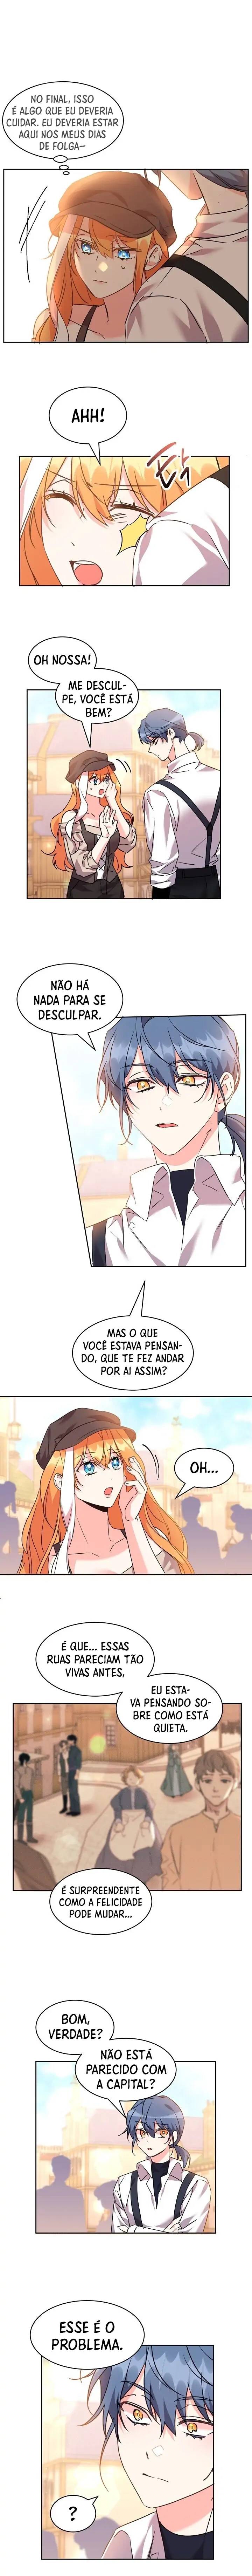 NO FINAL, ISSO
É ALGO QUE EU DEVERIA
CUIDAR. EU DEVERIA ESTAR
AQUI NOS MEUS DIAS
DE FOLGA—
AHH!
OH NOSSA!
ME DESCUL-
PE, VOCÊ ESTÁ
BEM?
NÃO HÁ
NADA PARA SE
DESCULPAR.
MAS O QUE
VOCÊ ESTAVA PENSAN-
DO, QUE TE FEZ ANDAR
POR AI ASSIM?
OH...
É QUE... ESSAS
RUAS PARECIAM TÃO
VIVAS ANTES,
EU ESTA-
VA PENSANDO SO-
BRE COMO ESTÁ
QUIETA.
É SURPREENDENTE
COMO A FELICIDADE
PODE MUDAR...
BOM,
VERDADE?
NÃO ESTÁ
PARECIDO COM
A CAPITAL?
ESSE É O
PROBLEMA.
?